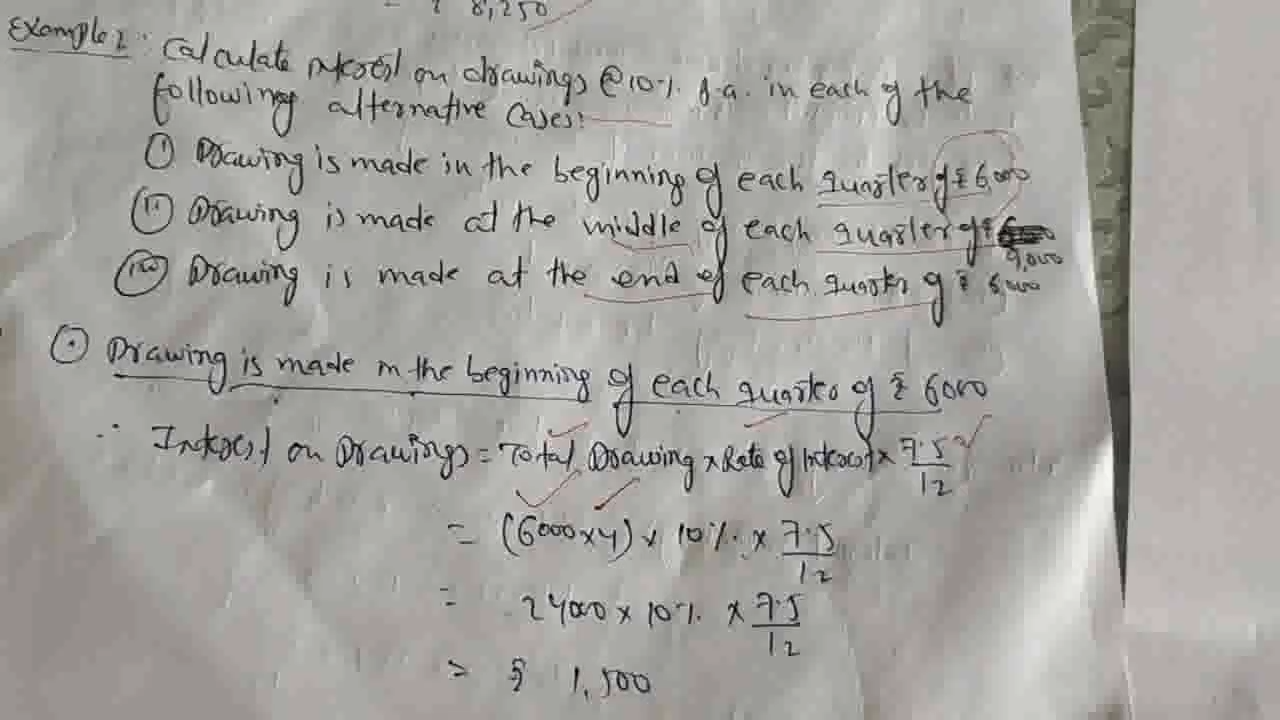 ₹ 8,250
Example 2: Calculate interest on drawings @10% p.a. in each of the
following alternative cases:
(i) Drawing is made in the beginning of each quarter of ₹ 6,000
(ii) Drawing is made at the middle of each quarter of ₹
9,000
(iii) Drawing is made at the end of each quarter of ₹ 6,000
Drawing is made in the beginning of each quarter of ₹ 6000
∴ Interest on Drawings = Total Drawing × Rate of Interest × 7.5/12
= (6000×4) × 10% × 7.5/12
= 24000 × 10% × 7.5/12
= ₹ 1,500